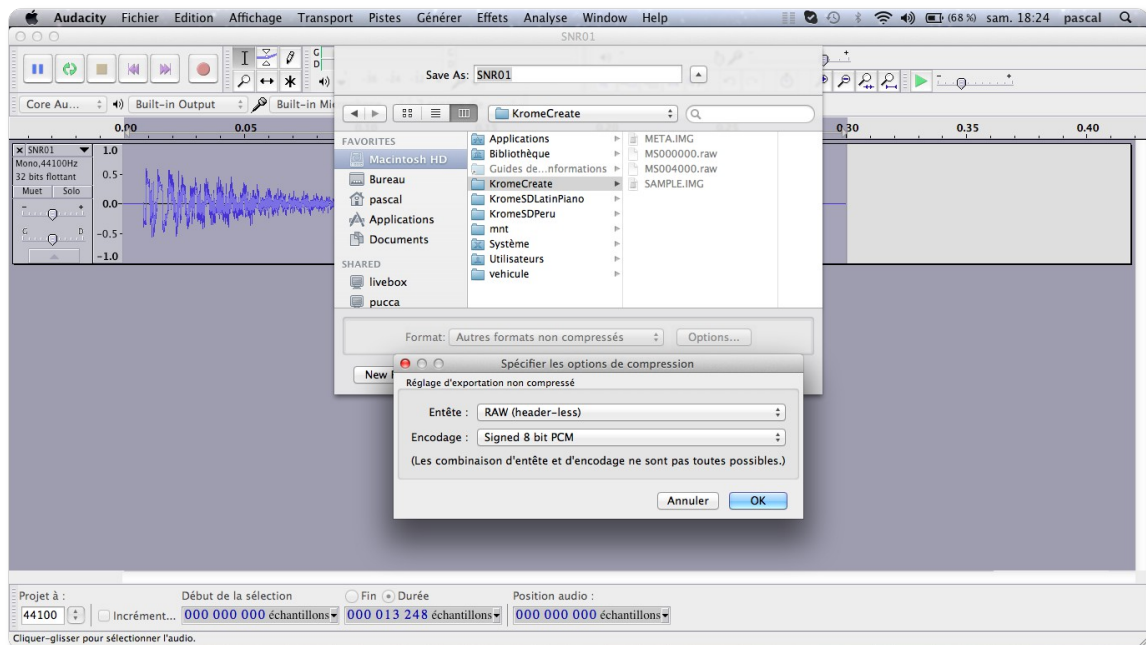 Audacity Fichier Edition Affichage Transport Pistes Générer Effets Analyse Window Help (68 %) sam. 18:24 pascal
SNR01
Save As: SNR01
G
D
Core Au... Built-in Output Built-in Mi
KromeCreate
0.00 0.05 0.30 0.35 0.40
FAVORITES
Macintosh HD
Bureau
pascal
Applications
Documents
SHARED
livebox
pucca
Applications
Bibliothèque
Guides de...nformations
KromeCreate
KromeSDLatinPiano
KromeSDPeru
mnt
Système
Utilisateurs
vehicule
META.IMG
MS000000.raw
MS004000.raw
SAMPLE.IMG
SNR01
Mono,44100Hz
32 bits flottant
Muet Solo
- +
G D
1.0
0.5
0.0
-0.5
-1.0
Format: Autres formats non compressés Options...
New
Spécifier les options de compression
Réglage d'exportation non compressé
Entête : RAW (header-less)
Encodage : Signed 8 bit PCM
(Les combinaison d'entête et d'encodage ne sont pas toutes possibles.)
Annuler OK
Projet à : Début de la sélection Fin Durée Position audio :
44100 Incrément... 000 000 000 échantillons 000 013 248 échantillons 000 000 000 échantillons
Cliquer-glisser pour sélectionner l'audio.